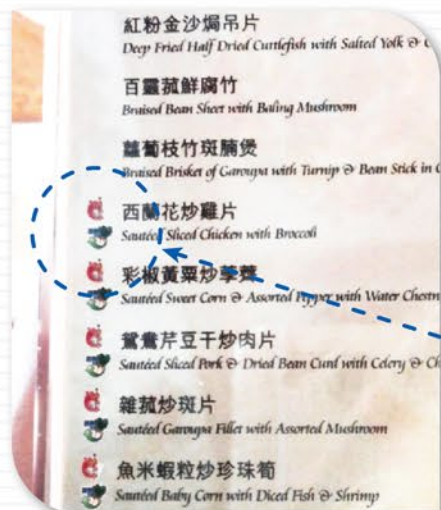 紅粉金沙焗吊片
Deep Fried Half Dried Curttlefish with Salted Yolk &
百靈菰鮮腐竹
Braised Bean Sheet with Bailing Mushroom
蘿蔔枝竹斑腩煲
Braised Brisket of Garoupa with Turnip & Bean Stick in
西蘭花炒雞片
Sautéed Sliced Chicken with Broccoli
彩椒黃粟炒孳薺
Sautéed Sweet Corn & Assorted Pepper with Water
鴛鴦芹豆干炒肉片
Sautéed Sliced Pork & Dried Bean Curd with Celery &
雜菰炒斑片
Sautéed Garoupa Fillet with Assorted Mushroom
魚米蝦粒炒珍珠筍
Sautéed Baby Corn with Diced Fish & Shrimp